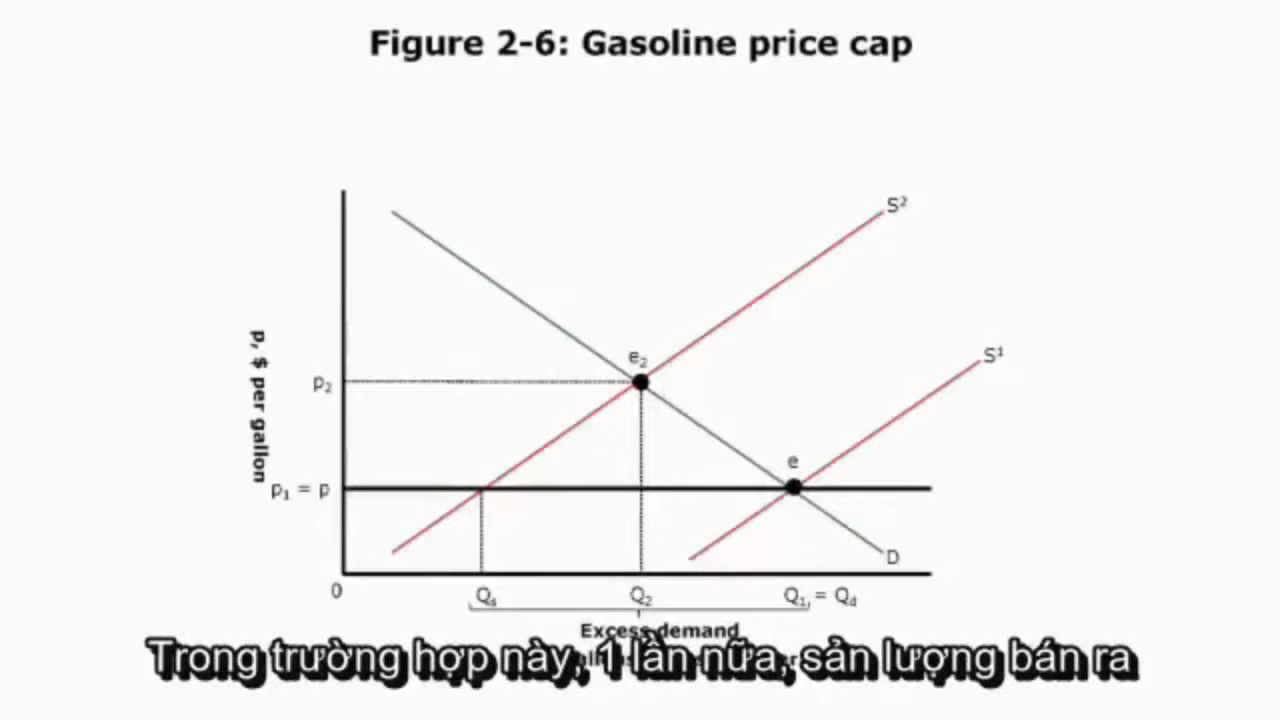 Figure 2-6: Gasoline price cap
S²
e₂
S¹
p₂
p, $ per gallon
e
p₁ = p
D
0
Qₛ
Q₂
Q₁, = Q_d
Excess demand
Trong trường hợp này, 1 lần nữa, sản lượng bán ra